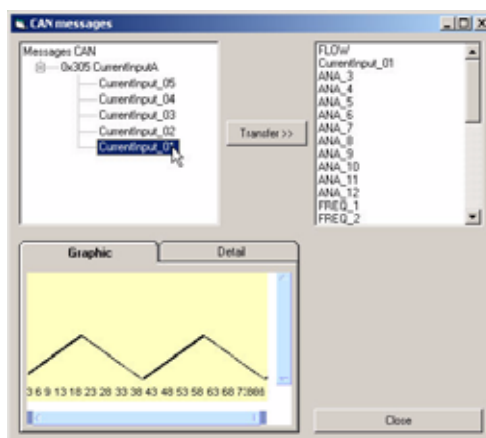 CAN messages
Messages CAN
0x305 CurrentInputA
CurrentInput_05
CurrentInput_04
CurrentInput_03
CurrentInput_02
CurrentInput_0
Transfer >>
FLOW
CurrentInput_01
ANA_3
ANA_4
ANA_5
ANA_6
ANA_7
ANA_8
ANA_9
ANA_10
ANA_11
ANA_12
FREQ_1
FREQ_2
Graphic
Detail
3 6 9 13 18 23 28 33 38 43 48 53 58 63 68
Close